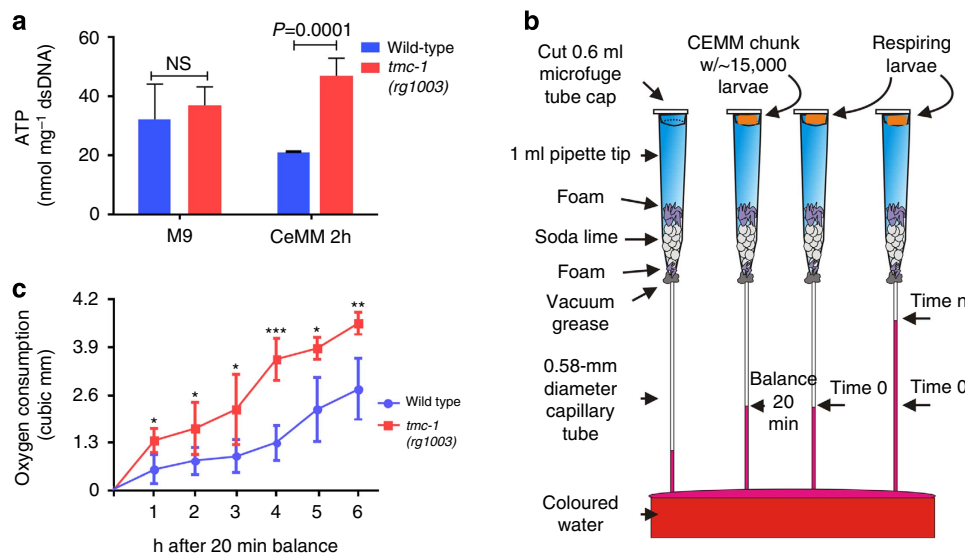 a
ATP
(nmol mg⁻¹ dsDNA)
60
40
20
0
NS
P=0.0001
Wild-type
tmc-1
(rg1003)
M9
CeMM 2h
b
Cut 0.6 ml
microfuge
tube cap
CEMM chunk
w/~15,000
larvae
Respiring
larvae
1 ml pipette tip
Foam
Soda lime
Foam
Vacuum
grease
0.58-mm
diameter
capillary
tube
Balance
20
min
Time 0
Time n
Time 0
Coloured
water
c
Oxygen consumption
(cubic mm)
4.2
3.9
2.6
1.3
0
*
*
*
***
*
**
Wild type
tmc-1
(rg1003)
1 2 3 4 5 6
h after 20 min balance